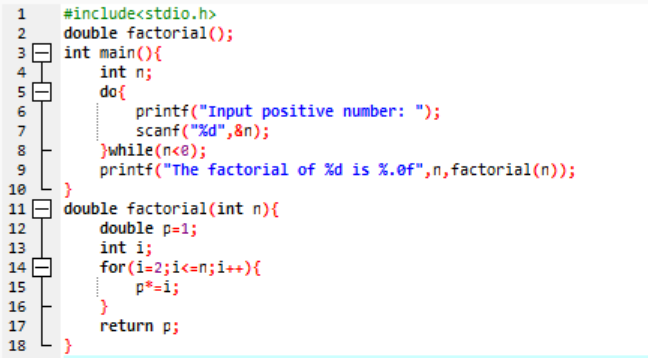 1 #include<stdio.h>
2 double factorial();
3 int main(){
4 int n;
5 do{
6 printf("Input positive number: ");
7 scanf("%d",&n);
8 }while(n<0);
9 printf("The factorial of %d is %.0f",n,factorial(n));
10 }
11 double factorial(int n){
12 double p=1;
13 int i;
14 for(i=2;i<=n;i++){
15 p*=i;
16 }
17 return p;
18 }